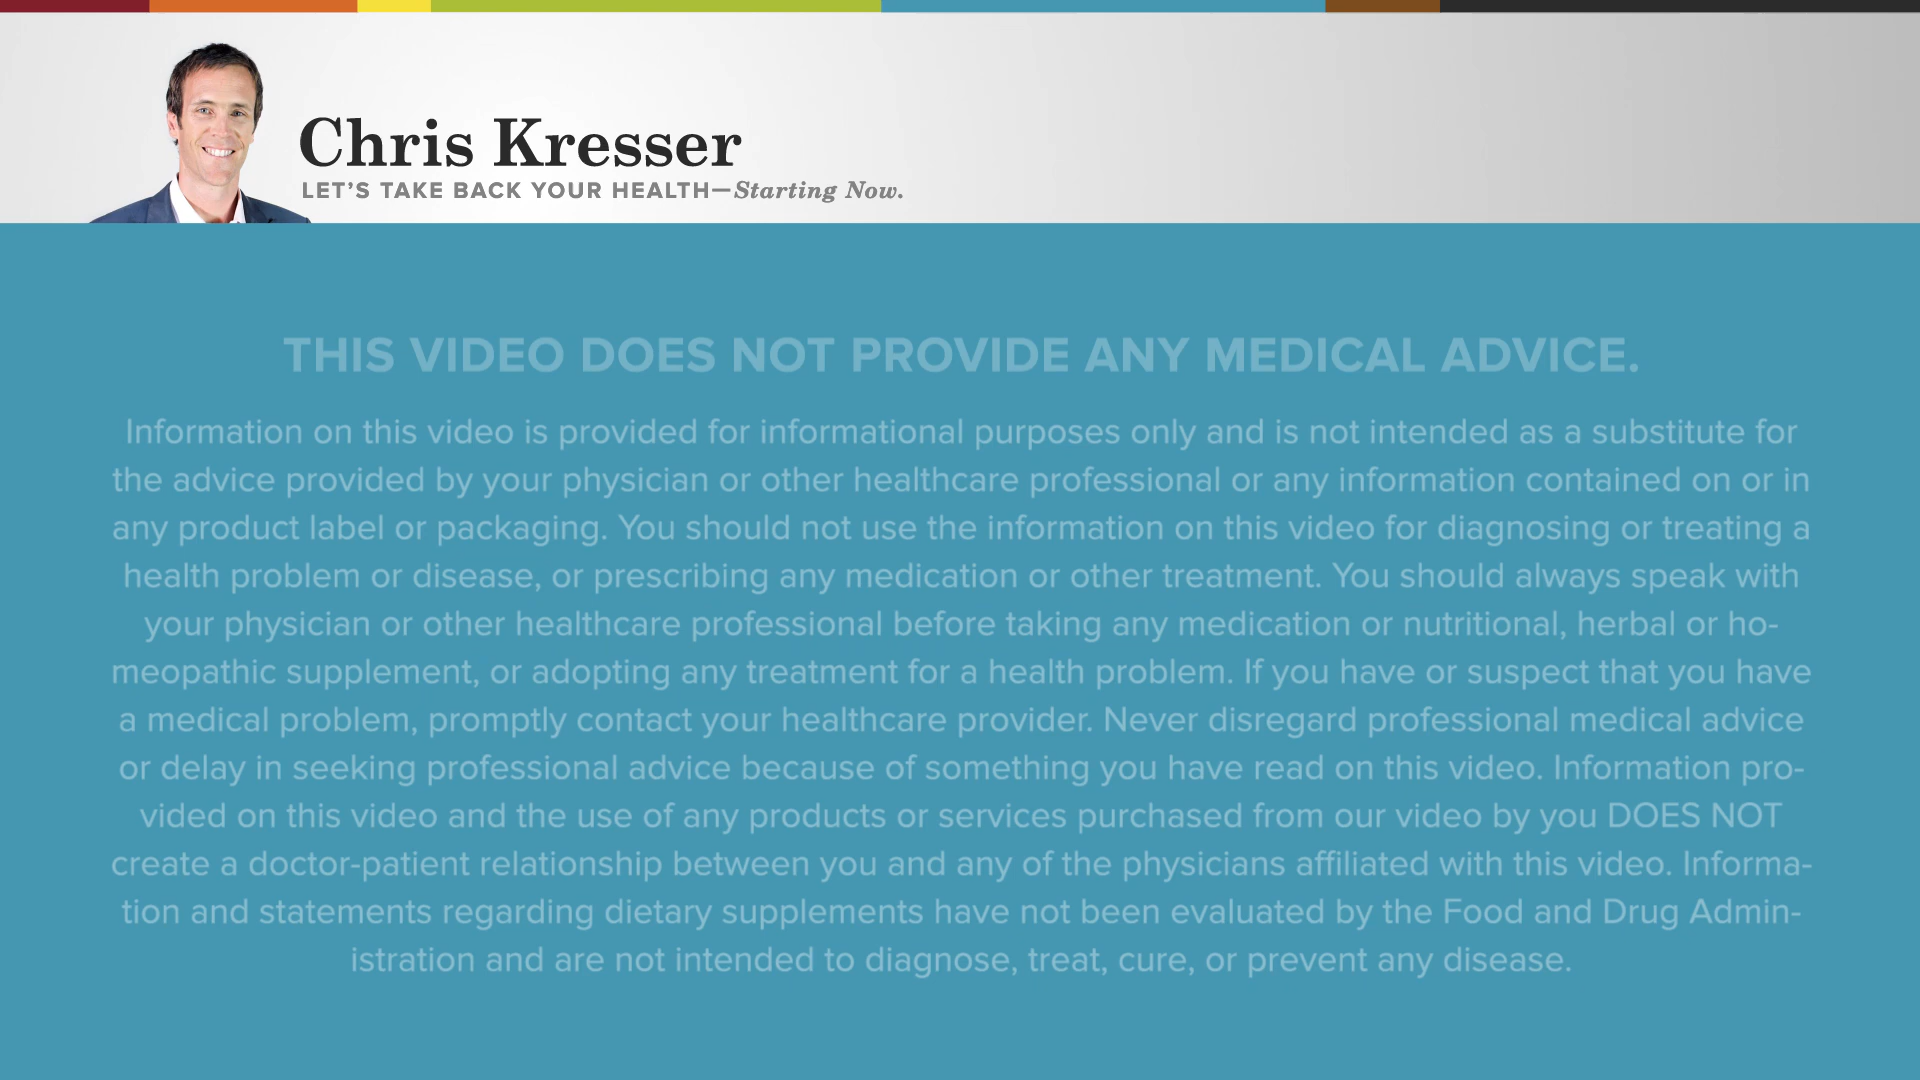 Chris Kresser
LET'S TAKE BACK YOUR HEALTH—Starting Now.
THIS VIDEO DOES NOT PROVIDE ANY MEDICAL ADVICE.
Information on this video is provided for informational purposes only and is not intended as a substitute for
the advice provided by your physician or other healthcare professional or any information contained on or in
any product label or packaging. You should not use the information on this video for diagnosing or treating a
health problem or disease, or prescribing any medication or other treatment. You should always speak with
your physician or other healthcare professional before taking any medication or nutritional, herbal or ho-
meopathic supplement, or adopting any treatment for a health problem. If you have or suspect that you have
a medical problem, promptly contact your healthcare provider. Never disregard professional medical advice
or delay in seeking professional advice because of something you have read on this video. Information pro-
vided on this video and the use of any products or services purchased from our video by you DOES NOT
create a doctor-patient relationship between you and any of the physicians affiliated with this video. Informa-
tion and statements regarding dietary supplements have not been evaluated by the Food and Drug Admin-
istration and are not intended to diagnose, treat, cure, or prevent any disease.